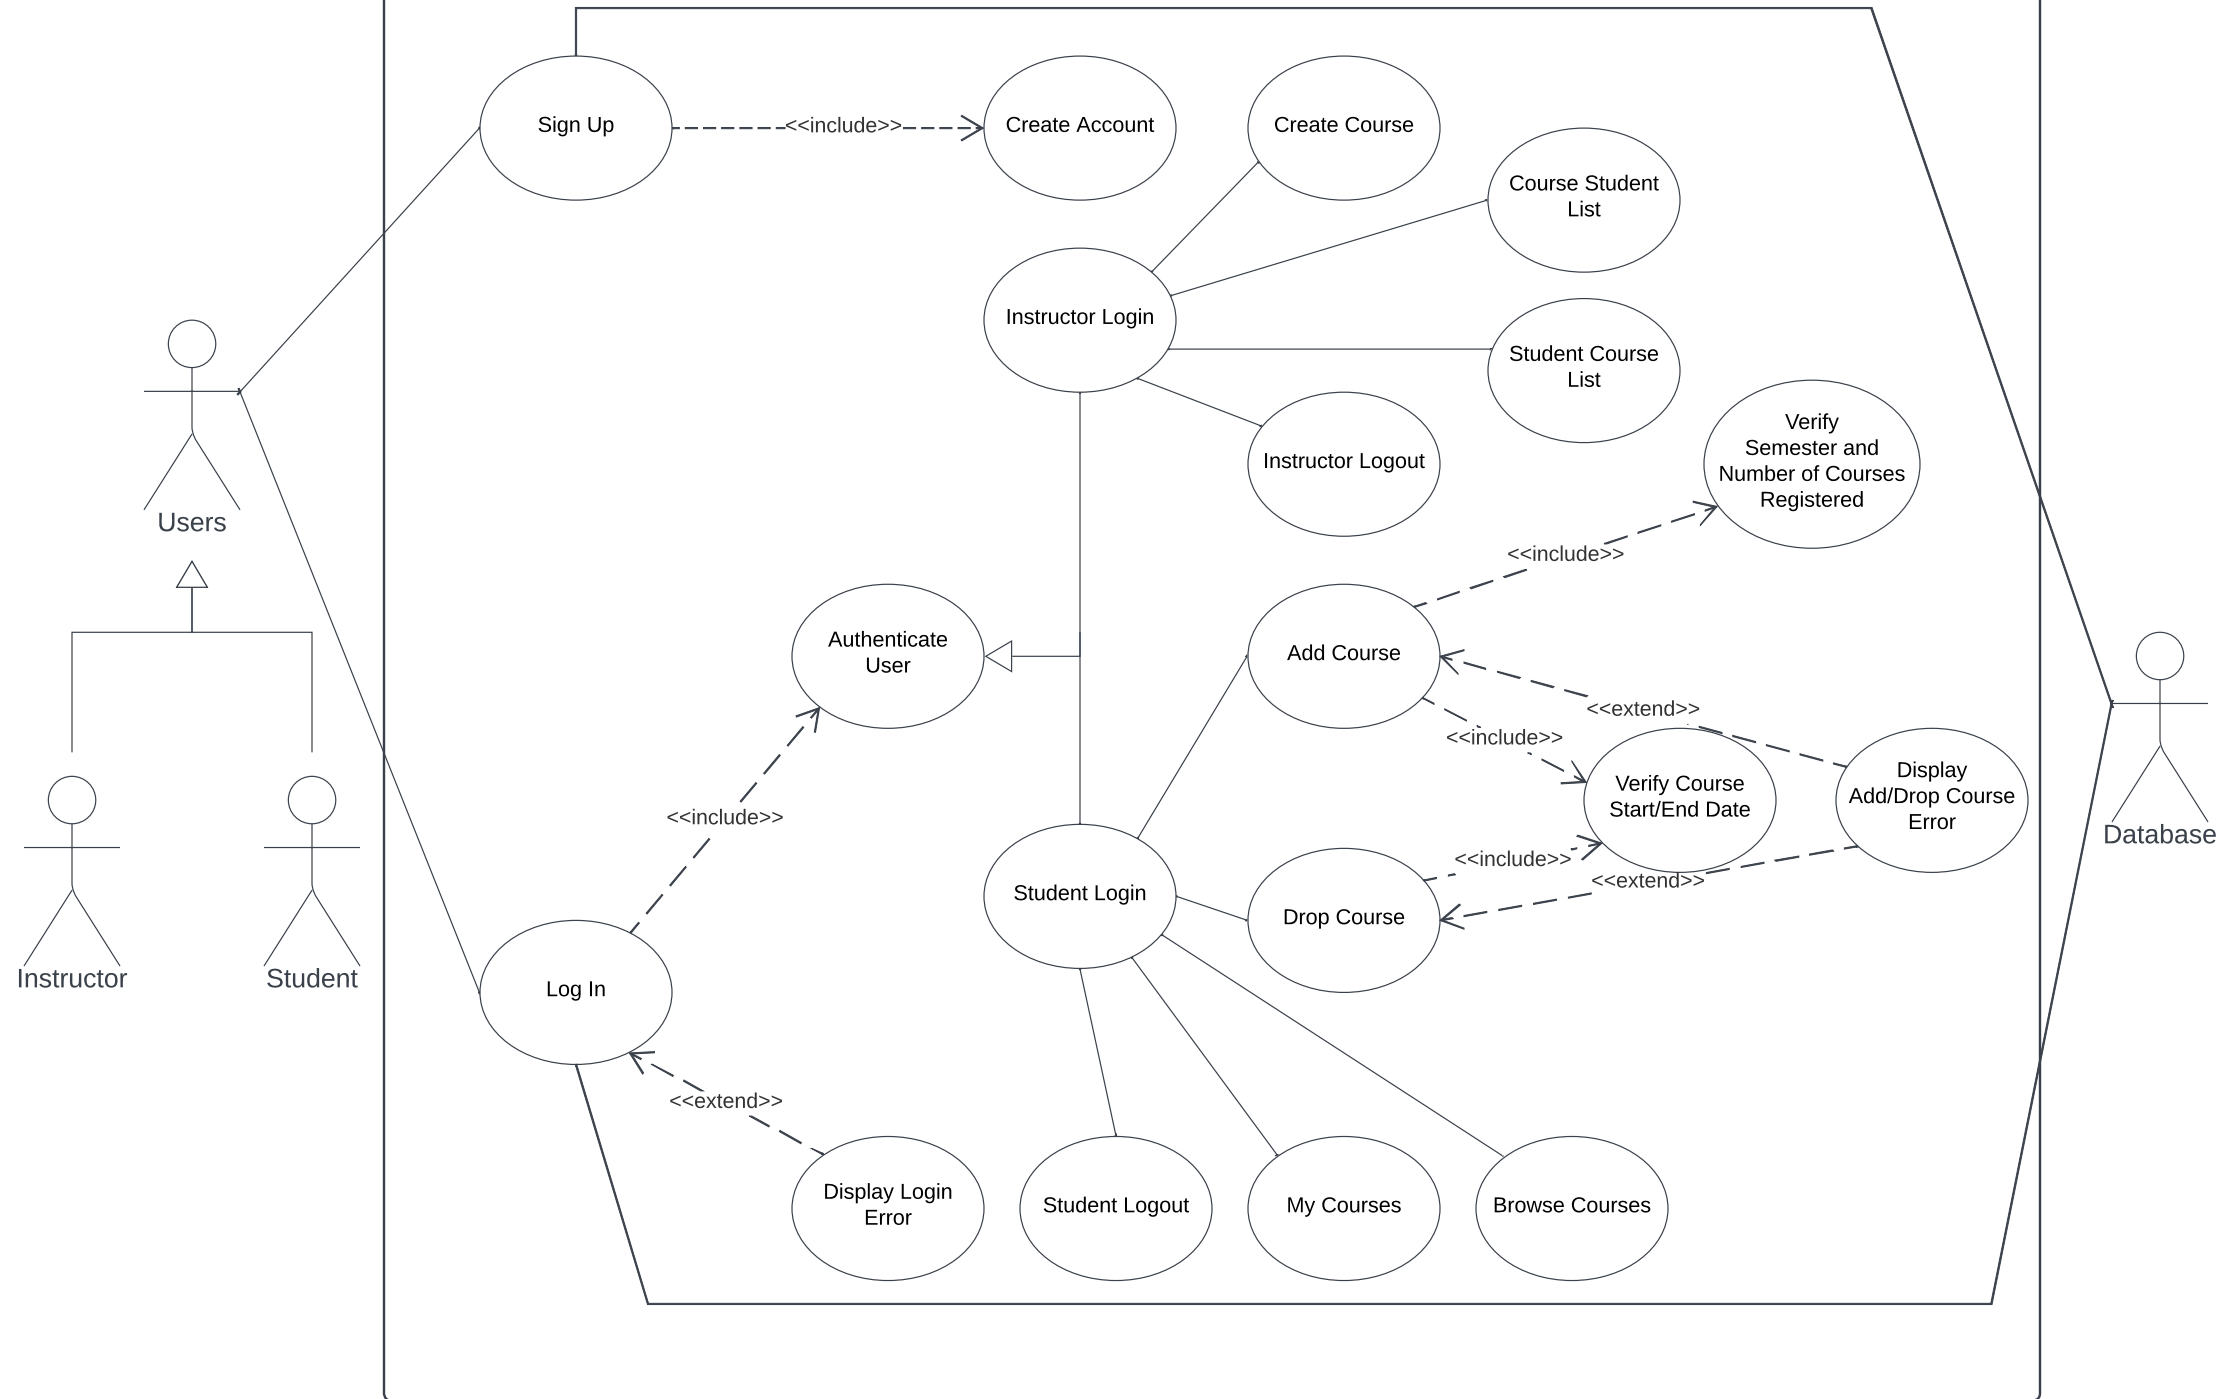 Sign Up
<<include>>
Create Account
Create Course
Course Student
List
Instructor Login
Student Course
List
Instructor Logout
Verify
Semester and
Number of Courses
Registered
Users
<<include>>
Authenticate
User
Add Course
<<extend>>
<<include>>
Verify Course
Start/End Date
Display
Add/Drop Course
Error
Database
<<include>>
<<include>>
<<extend>>
Student Login
Drop Course
Instructor
Student
Log In
<<extend>>
Display Login
Error
Student Logout
My Courses
Browse Courses